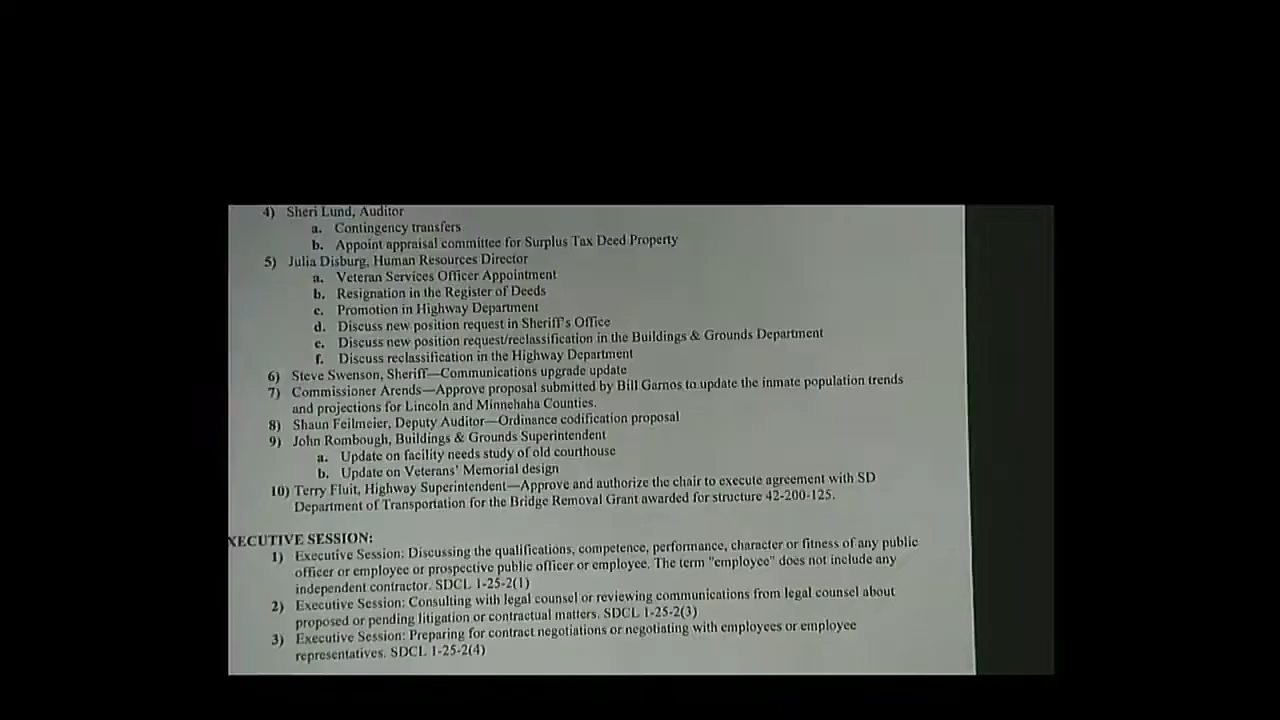 4) Sheri Lund, Auditor
a. Contingency transfers
b. Appoint appraisal committee for Surplus Tax Deed Property
5) Julia Disburg, Human Resources Director
a. Veteran Services Officer Appointment
b. Resignation in the Register of Deeds
c. Promotion in Highway Department
d. Discuss new position request in Sheriff's Office
e. Discuss new position request/reclassification in the Buildings & Grounds Department
f. Discuss reclassification in the Highway Department
6) Steve Swenson, Sheriff—Communications upgrade update
7) Commissioner Arends—Approve proposal submitted by Bill Garnos to update the inmate population trends
and projections for Lincoln and Minnehaha Counties.
8) Shaun Feilmeier, Deputy Auditor—Ordinance codification proposal
9) John Rombough, Buildings & Grounds Superintendent
a. Update on facility needs study of old courthouse
b. Update on Veterans' Memorial design
10) Terry Fluit, Highway Superintendent—Approve and authorize the chair to execute agreement with SD
Department of Transportation for the Bridge Removal Grant awarded for structure 42-200-125.
XECUTIVE SESSION:
1) Executive Session: Discussing the qualifications, competence, performance, character or fitness of any public
officer or employee or prospective public officer or employee. The term "employee" does not include any
independent contractor. SDCL 1-25-2(1)
2) Executive Session: Consulting with legal counsel or reviewing communications from legal counsel about
proposed or pending litigation or contractual matters. SDCL 1-25-2(3)
3) Executive Session: Preparing for contract negotiations or negotiating with employees or employee
representatives. SDCL 1-25-2(4)